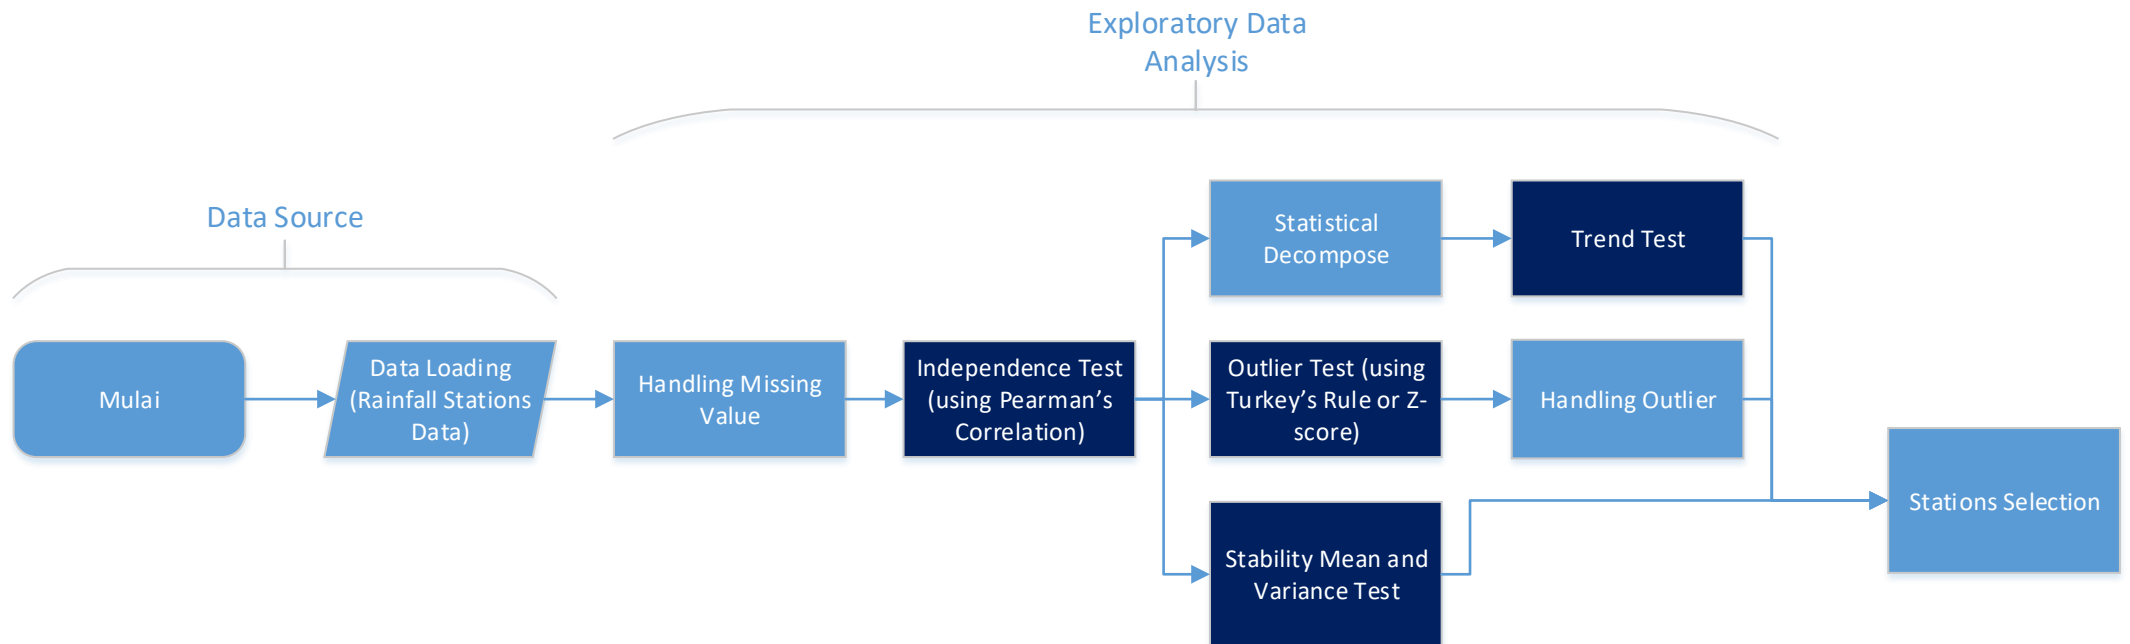 Exploratory Data
Analysis
Data Source
Mulai
Data Loading
(Rainfall Stations
Data)
Handling Missing
Value
Independence Test
(using Pearman’s
Correlation)
Statistical
Decompose
Trend Test
Outlier Test (using
Turkey’s Rule or Z-
score)
Handling Outlier
Stability Mean and
Variance Test
Stations Selection